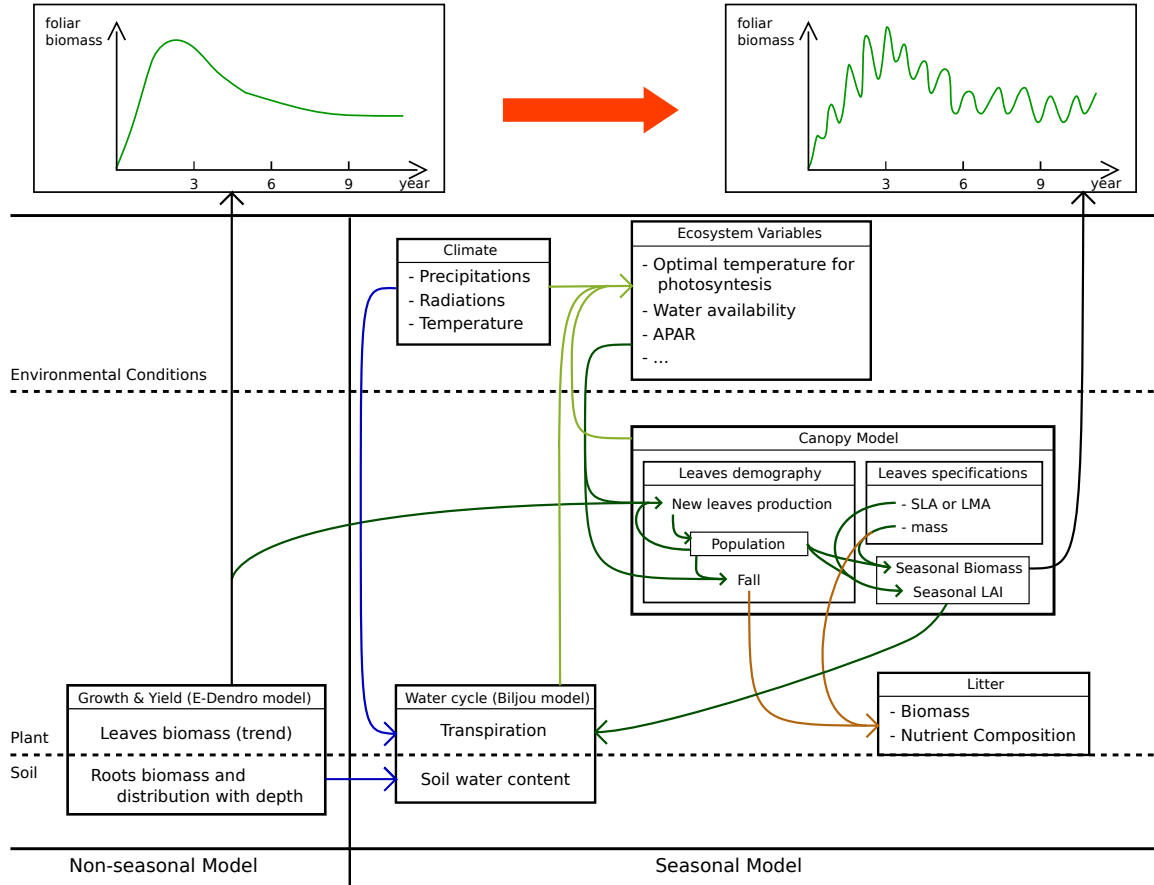 foliar
biomass
3
6
9
year
foliar
biomass
3
6
9
year
Climate
- Precipitations
- Radiations
- Temperature
Ecosystem Variables
- Optimal temperature for
photosyntesis
- Water availability
- APAR
- ...
Environmental Conditions
Canopy Model
Leaves demography
New leaves production
Population
Fall
Leaves specifications
- SLA or LMA
- mass
Seasonal Biomass
Seasonal LAI
Growth & Yield (E-Dendro model)
Leaves biomass (trend)
Roots biomass and
distribution with depth
Water cycle (Biljou model)
Transpiration
Soil water content
Litter
- Biomass
- Nutrient Composition
Plant
Soil
Non-seasonal Model
Seasonal Model